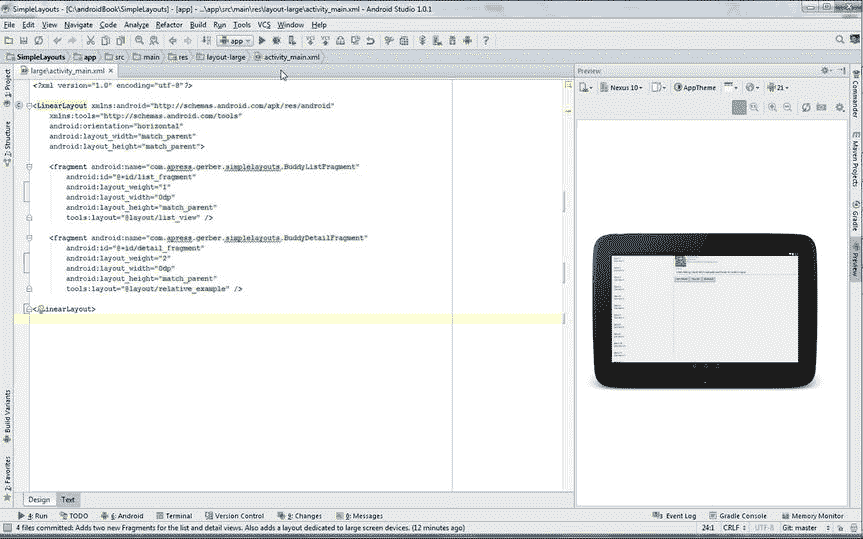 SimpleLayouts - [C:\androidBook\SimpleLayouts] - [app] - ...\app\src\main\res\layout-large\activity_main.xml - Android Studio 1.0.1
File Edit View Navigate Code Analyze Refactor Build Run Tools VCS Window Help
app
SimpleLayouts app src main res layout-large activity_main.xml
large\activity_main.xml
Preview
Nexus 10 AppTheme 21
1: Project
7: Structure
Build Variants
2: Favorites
<?xml version="1.0" encoding="utf-8"?>
<LinearLayout xmlns:android="http://schemas.android.com/apk/res/android"
xmlns:tools="http://schemas.android.com/tools"
android:orientation="horizontal"
android:layout_width="match_parent"
android:layout_height="match_parent">
<fragment android:name="com.apress.gerber.simplelayouts.BuddyListFragment"
android:id="@+id/list_fragment"
android:layout_weight="1"
android:layout_width="0dp"
android:layout_height="match_parent"
tools:layout="@layout/list_view" />
<fragment android:name="com.apress.gerber.simplelayouts.BuddyDetailFragment"
android:id="@+id/detail_fragment"
android:layout_weight="2"
android:layout_width="0dp"
android:layout_height="match_parent"
tools:layout="@layout/relative_example" />
</LinearLayout>
Commander
Maven Projects
Gradle
Preview
Design Text
4: Run TODO 6: Android Terminal Version Control 9: Changes 0: Messages Event Log Gradle Console Memory Monitor
4 files committed: Adds two new Fragments for the list and detail views. Also adds a layout dedicated to large screen devices. (12 minutes ago) 24:1 CRLF UTF-8 Git: master